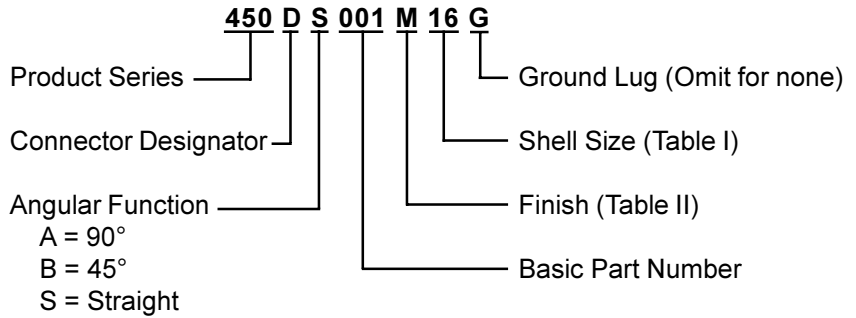 450 D S 001 M 16 G
Product Series
Connector Designator
Angular Function
A = 90°
B = 45°
S = Straight
Ground Lug (Omit for none)
Shell Size (Table I)
Finish (Table II)
Basic Part Number